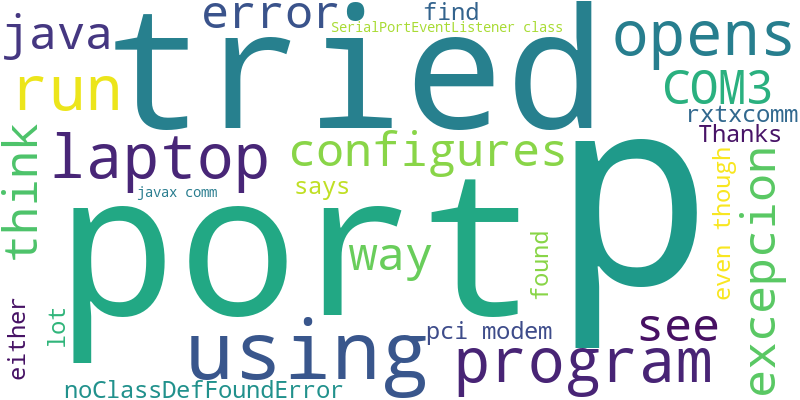 java
error
find
SerialPortEventListener class
tried
opens
run
COM3
rxtxcomm
Thanks
think
laptop
configures
p
says
javax comm
port
way
found
even though
excepcion
either
lot
using
pci modem
see
program
noClassDefFoundError